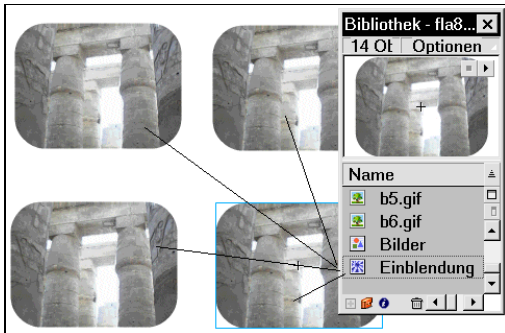 Bibliothek - fla8...
14 Ot Optionen
Name
b5.gif
b6.gif
Bilder
Einblendung